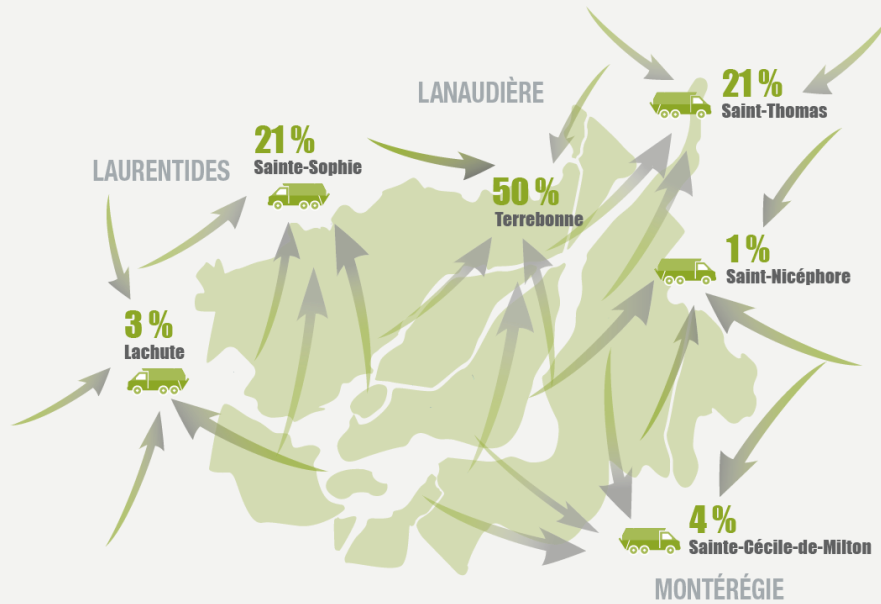 LANAUDIÈRE
21 %
Saint-Thomas
21 %
Sainte-Sophie
LAURENTIDES
50 %
Terrebonne
1 %
Saint-Nicéphore
3 %
Lachute
4 %
Sainte-Cécile-de-Milton
MONTÉRÉGIE